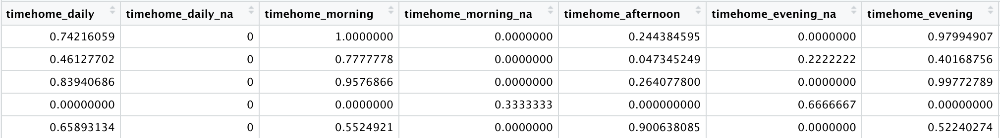 timehome_daily timehome_daily_na timehome_morning timehome_morning_na timehome_afternoon timehome_evening_na timehome_evening
0.74216059 0 1.0000000 0.0000000 0.244384595 0.0000000 0.97994907
0.46127702 0 0.7777778 0.0000000 0.047345249 0.2222222 0.40168756
0.83940686 0 0.9576866 0.0000000 0.264077800 0.0000000 0.99772789
0.00000000 0 0.0000000 0.3333333 0.000000000 0.6666667 0.00000000
0.65893134 0 0.5524921 0.0000000 0.900638085 0.0000000 0.52240274